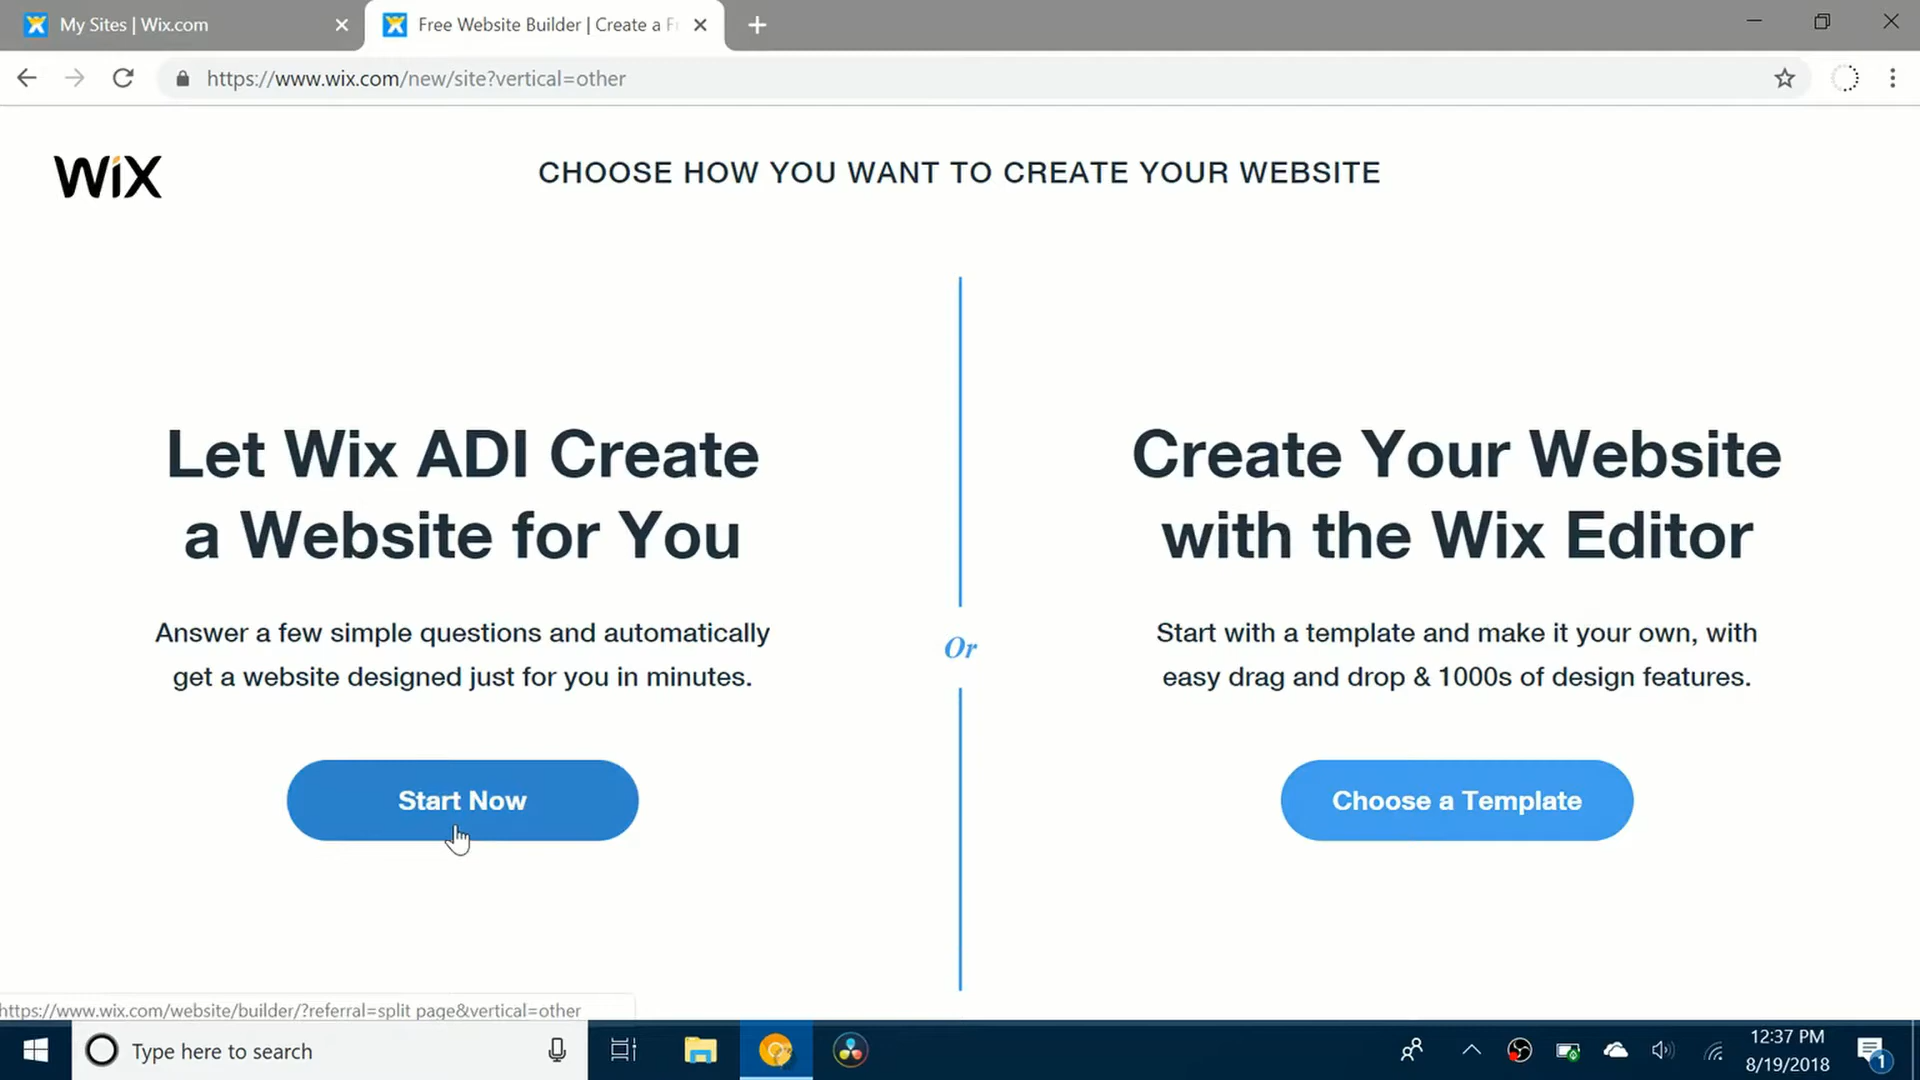 My Sites | Wix.com
Free Website Builder | Create a F
https://www.wix.com/new/site?vertical=other
WiX
CHOOSE HOW YOU WANT TO CREATE YOUR WEBSITE
Let Wix ADI Create
a Website for You
Answer a few simple questions and automatically
get a website designed just for you in minutes.
Start Now
Or
Create Your Website
with the Wix Editor
Start with a template and make it your own, with
easy drag and drop & 1000s of design features.
Choose a Template
https://www.wix.com/website/builder/?referral=split page&vertical=other
Type here to search
12:37 PM
8/19/2018
1